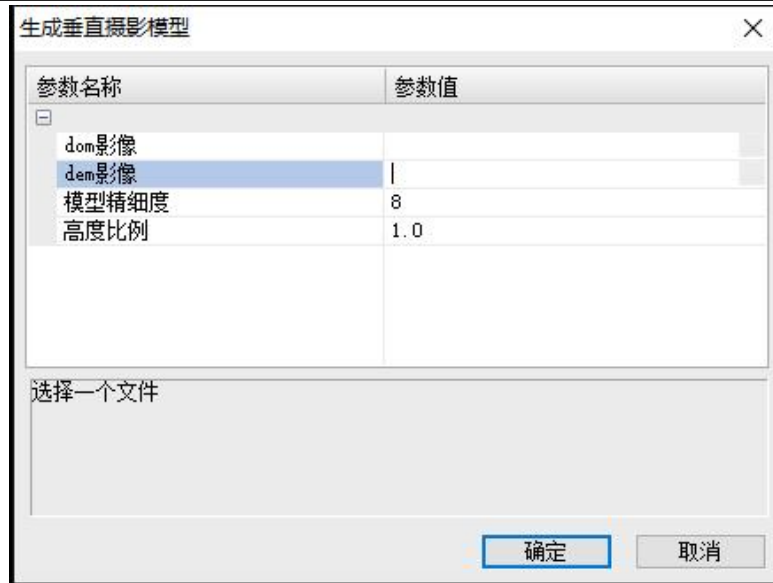 生成垂直摄影模型
参数名称 参数值
dom影像
dem影像
模型精细度 8
高度比例 1.0
选择一个文件
确定 取消